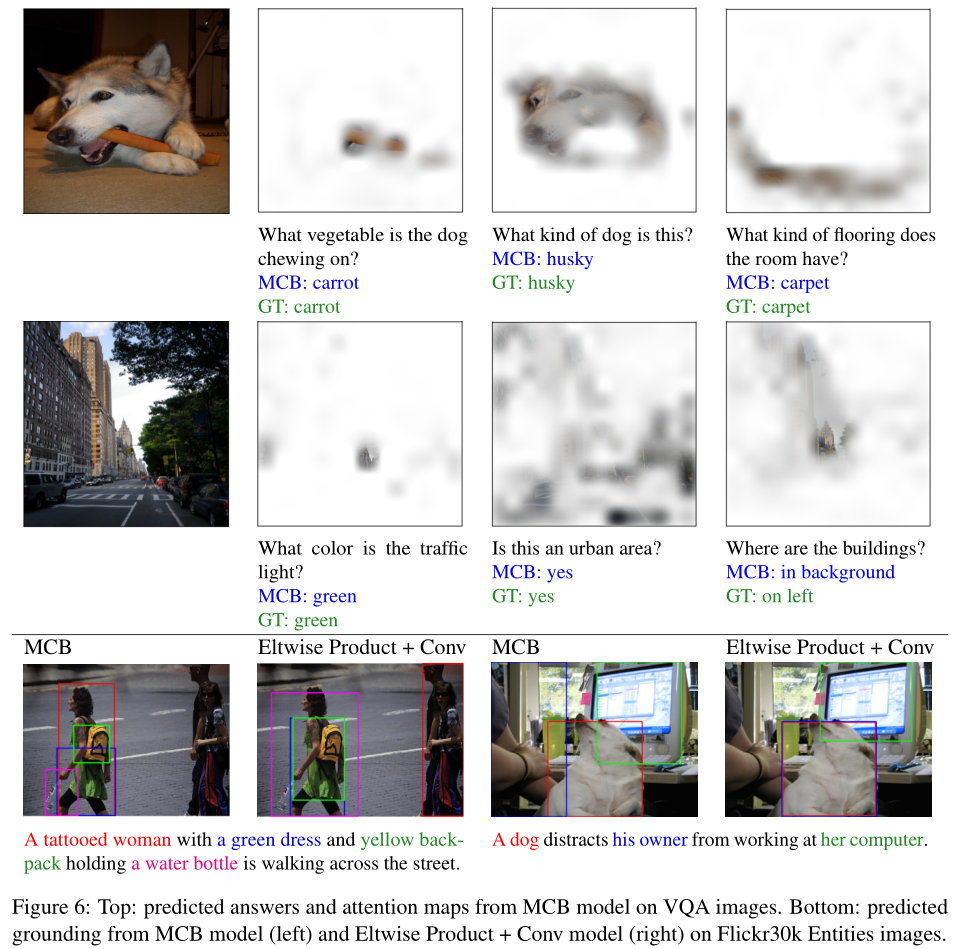 What vegetable is the dog
chewing on?
MCB: carrot
GT: carrot
What kind of dog is this?
MCB: husky
GT: husky
What kind of flooring does
the room have?
MCB: carpet
GT: carpet
What color is the traffic
light?
MCB: green
GT: green
Is this an urban area?
MCB: yes
GT: yes
Where are the buildings?
MCB: in background
GT: on left
MCB
Eltwise Product + Conv
MCB
Eltwise Product + Conv
A tattooed woman with a green dress and yellow back-
pack holding a water bottle is walking across the street.
A dog distracts his owner from working at her computer.
Figure 6: Top: predicted answers and attention maps from MCB model on VQA images. Bottom: predicted
grounding from MCB model (left) and Eltwise Product + Conv model (right) on Flickr30k Entities images.